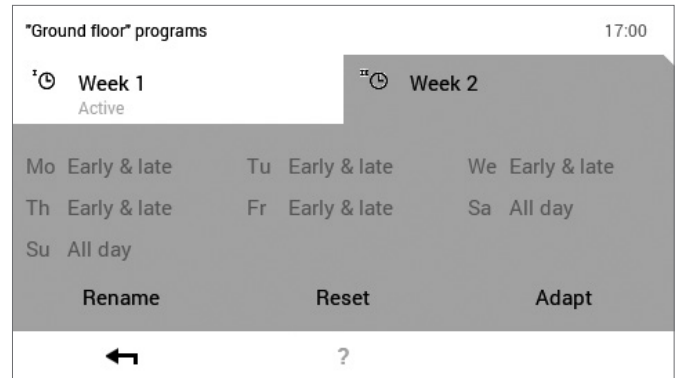 "Ground floor" programs 17:00
I Week 1 II Week 2
Active
Mo Early & late Tu Early & late We Early & late
Th Early & late Fr Early & late Sa All day
Su All day
Rename Reset Adapt
?